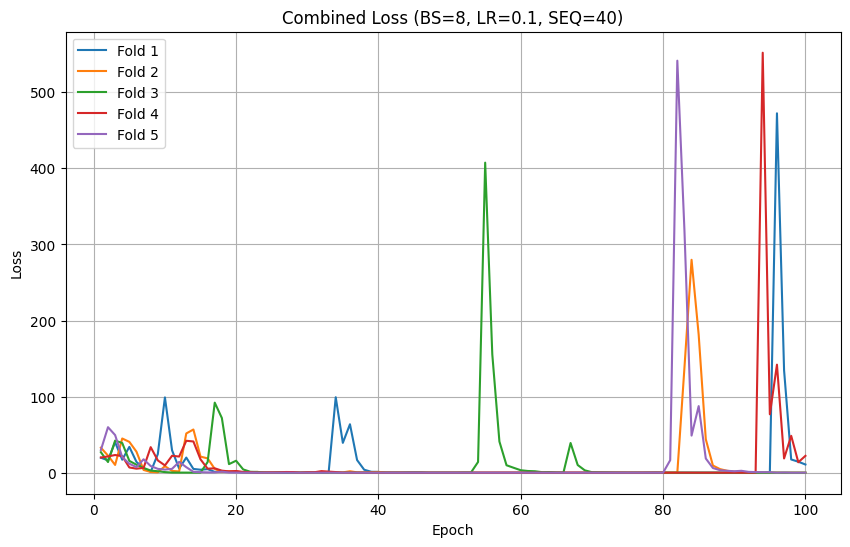 Combined Loss (BS=8, LR=0.1, SEQ=40)
Fold 1
Fold 2
Fold 3
Fold 4
Fold 5
Loss
500
400
300
200
100
0
0 20 40 60 80 100
Epoch